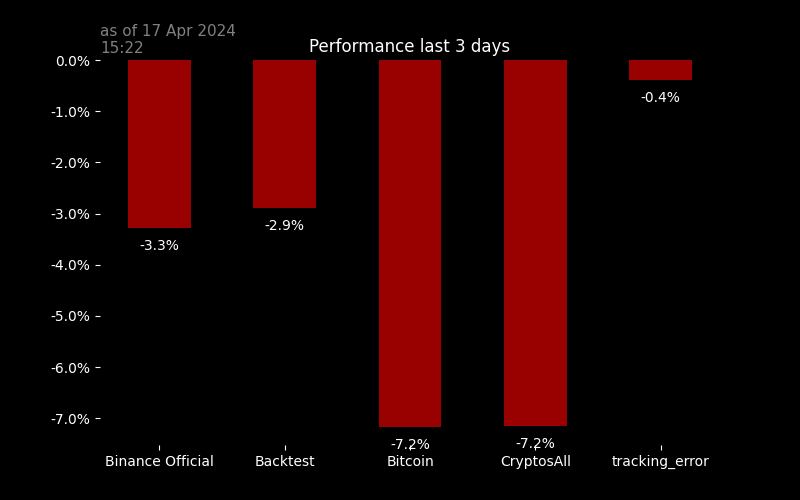 as of 17 Apr 2024
15:22
Performance last 3 days
0.0%
-1.0%
-2.0%
-3.0%
-4.0%
-5.0%
-6.0%
-7.0%
-3.3%
-2.9%
-7.2%
-7.2%
-0.4%
Binance Official
Backtest
Bitcoin
CryptosAll
tracking_error